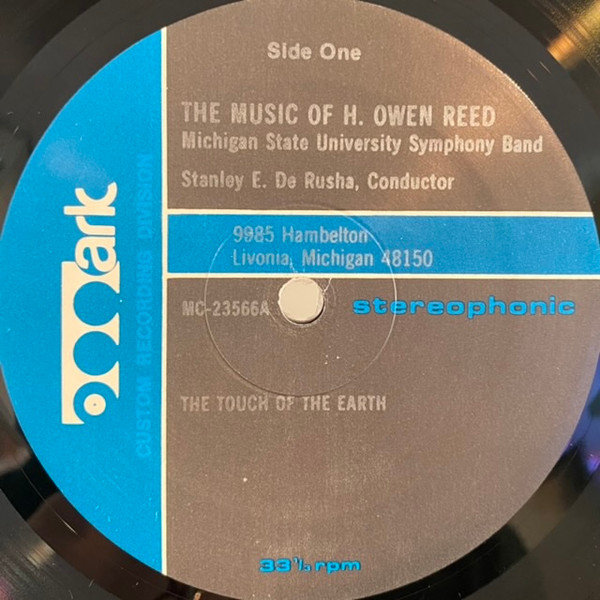 Side One
THE MUSIC OF H. OWEN REED
Michigan State University Symphony Band
Stanley E. De Rusha, Conductor
9985 Hambelton
Livonia, Michigan 48150
MC-23566A
stereophonic
THE TOUCH OF THE EARTH
33⅓ rpm
mark
CUSTOM RECORDING DIVISION